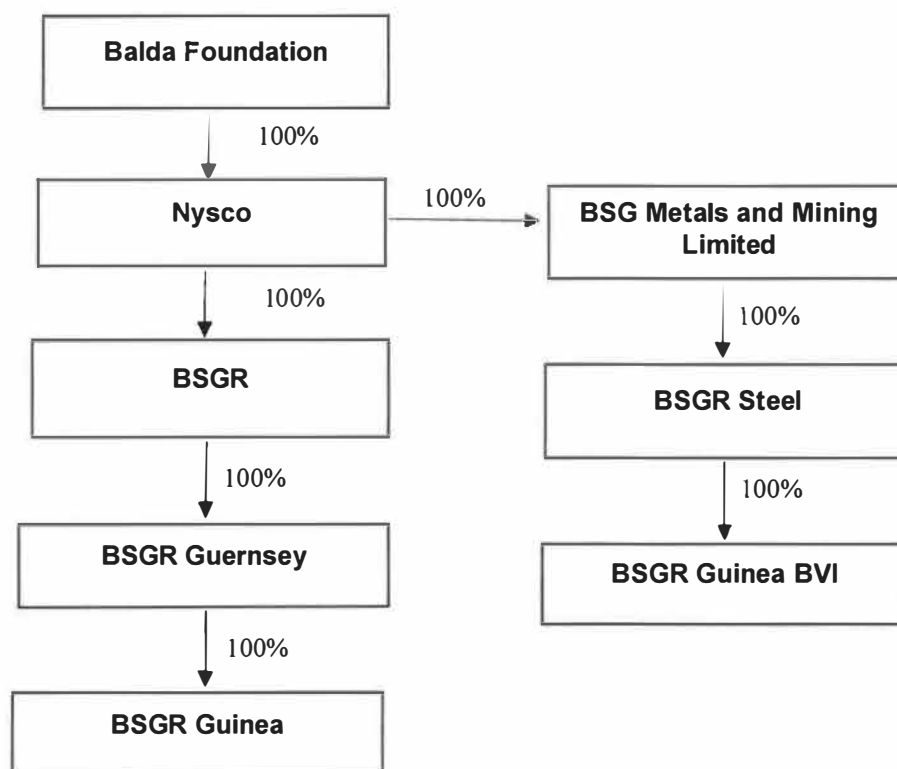 Balda Foundation
100%
Nysco
100%
BSG Metals and Mining
Limited
100%
BSGR
100%
BSGR Steel
100%
BSGR Guernsey
100%
BSGR Guinea BVI
100%
BSGR Guinea